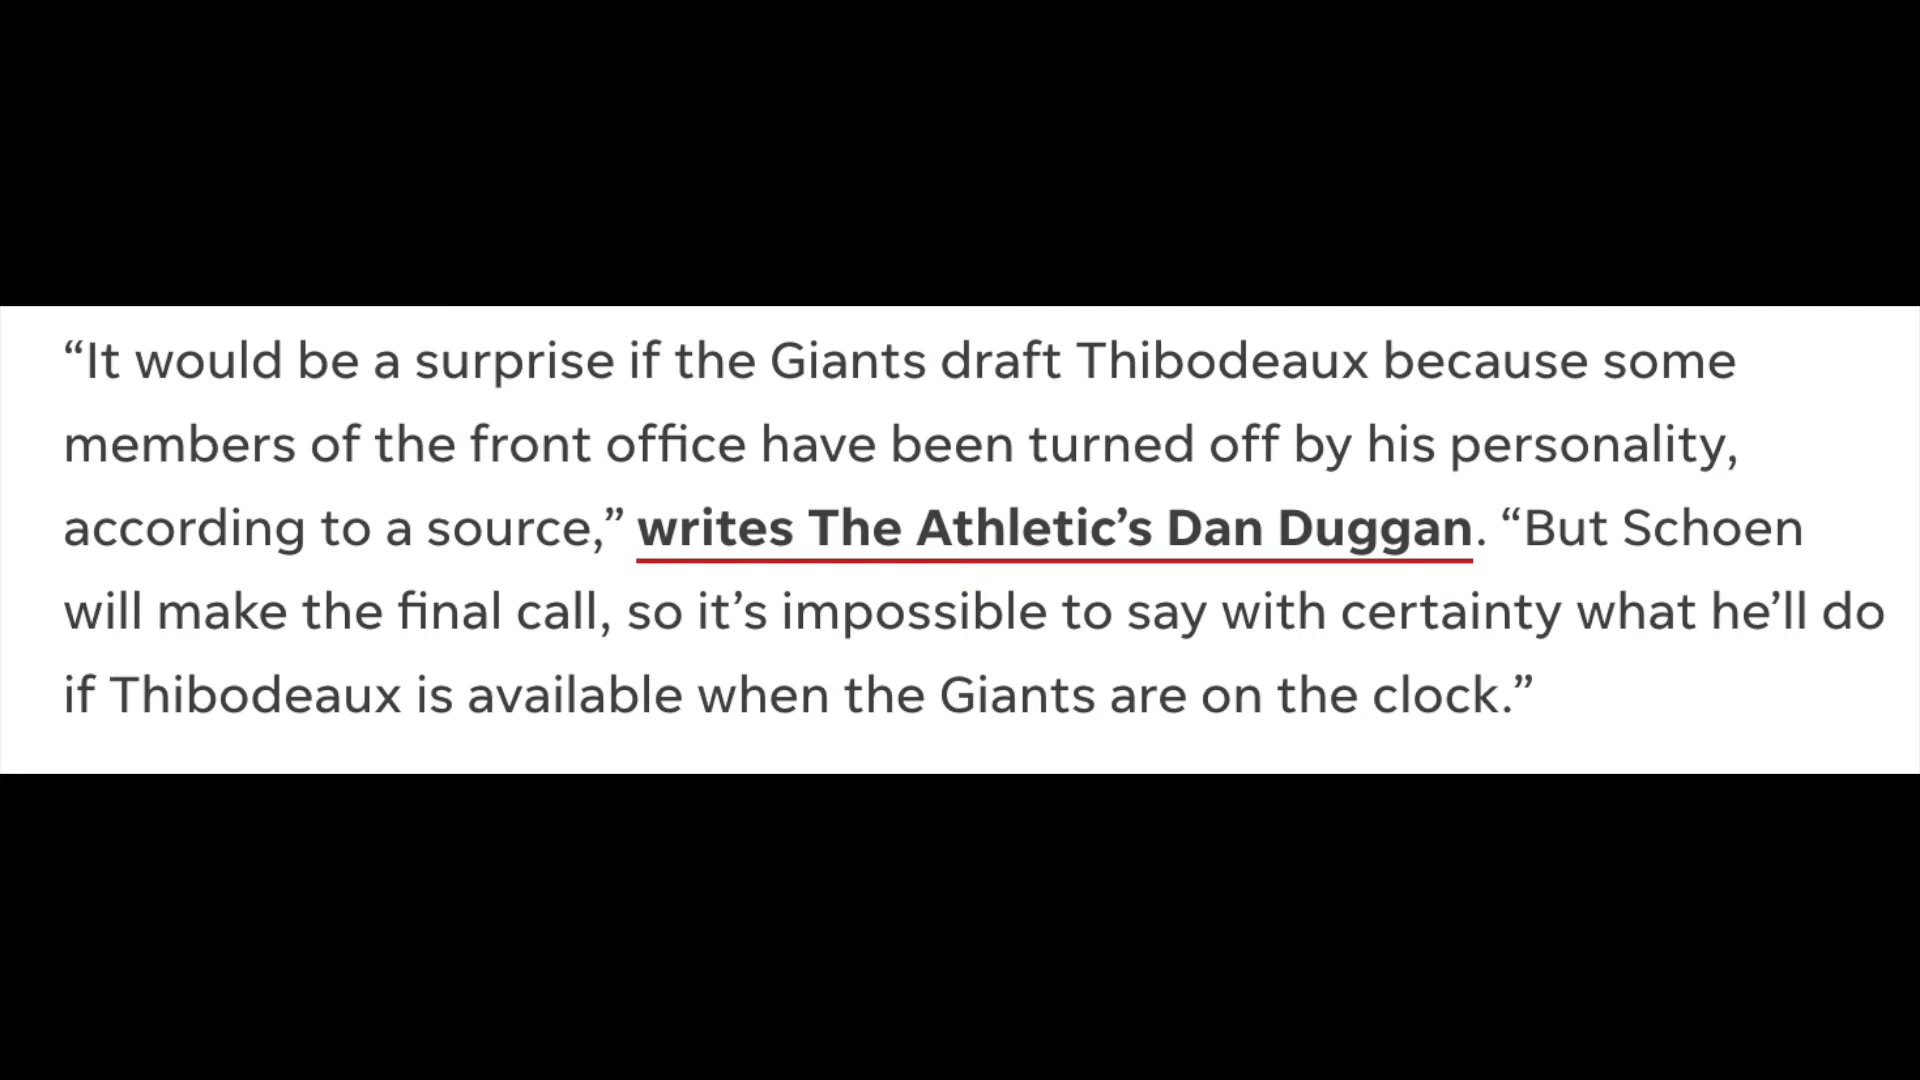 “It would be a surprise if the Giants draft Thibodeaux because some
members of the front office have been turned off by his personality,
according to a source,” writes The Athletic’s Dan Duggan. “But Schoen
will make the final call, so it’s impossible to say with certainty what he’ll do
if Thibodeaux is available when the Giants are on the clock.”